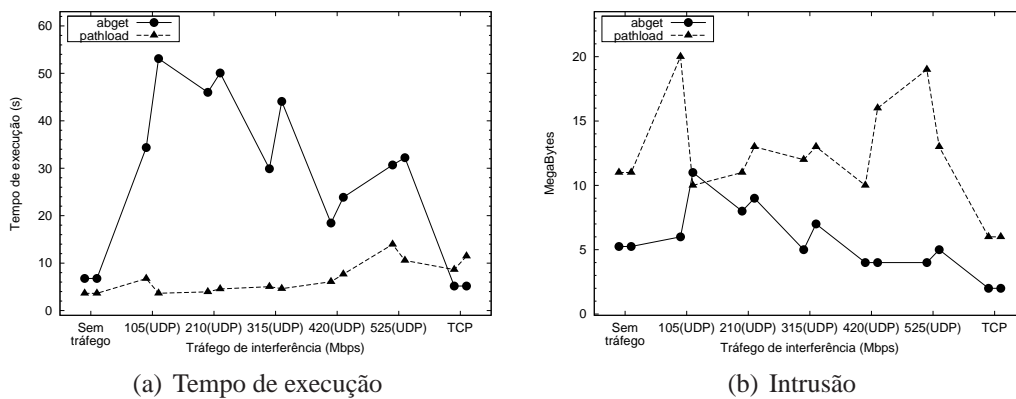 abget
pathload
60
50
40
30
20
10
0
Tempo de execução (s)
Sem tráfego 105(UDP) 210(UDP) 315(UDP) 420(UDP) 525(UDP) TCP
Tráfego de interferência (Mbps)
(a) Tempo de execução
abget
pathload
20
15
10
5
0
MegaBytes
Sem tráfego 105(UDP) 210(UDP) 315(UDP) 420(UDP) 525(UDP) TCP
Tráfego de interferência (Mbps)
(b) Intrusão